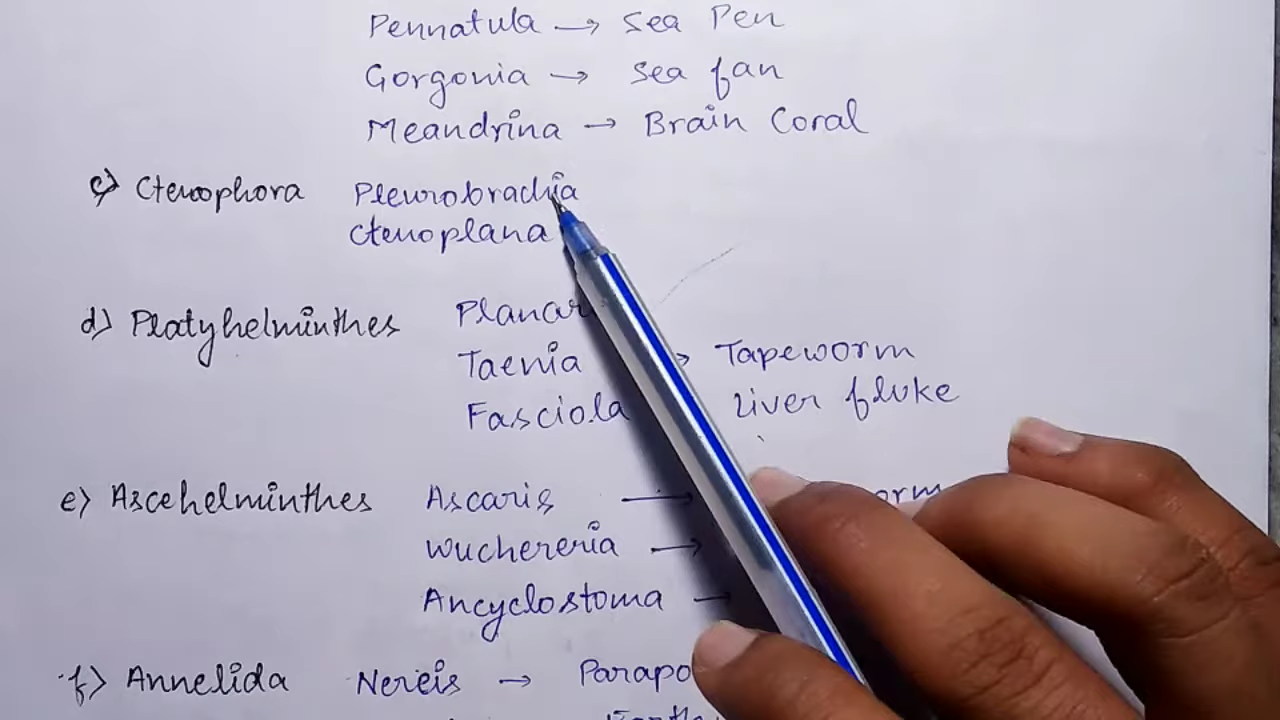 Pennatula → Sea Pen
Gorgonia → Sea fan
Meandrina → Brain Coral
c) Ctenophora Pleurobrachia
Ctenoplana
d) Platyhelminthes
Taenia → Tapeworm
Fasciola Liver fluke
e) Ascehelminthes Ascaris →
Wuchereria →
Ancyclostoma →
f) Annelida Nereis →